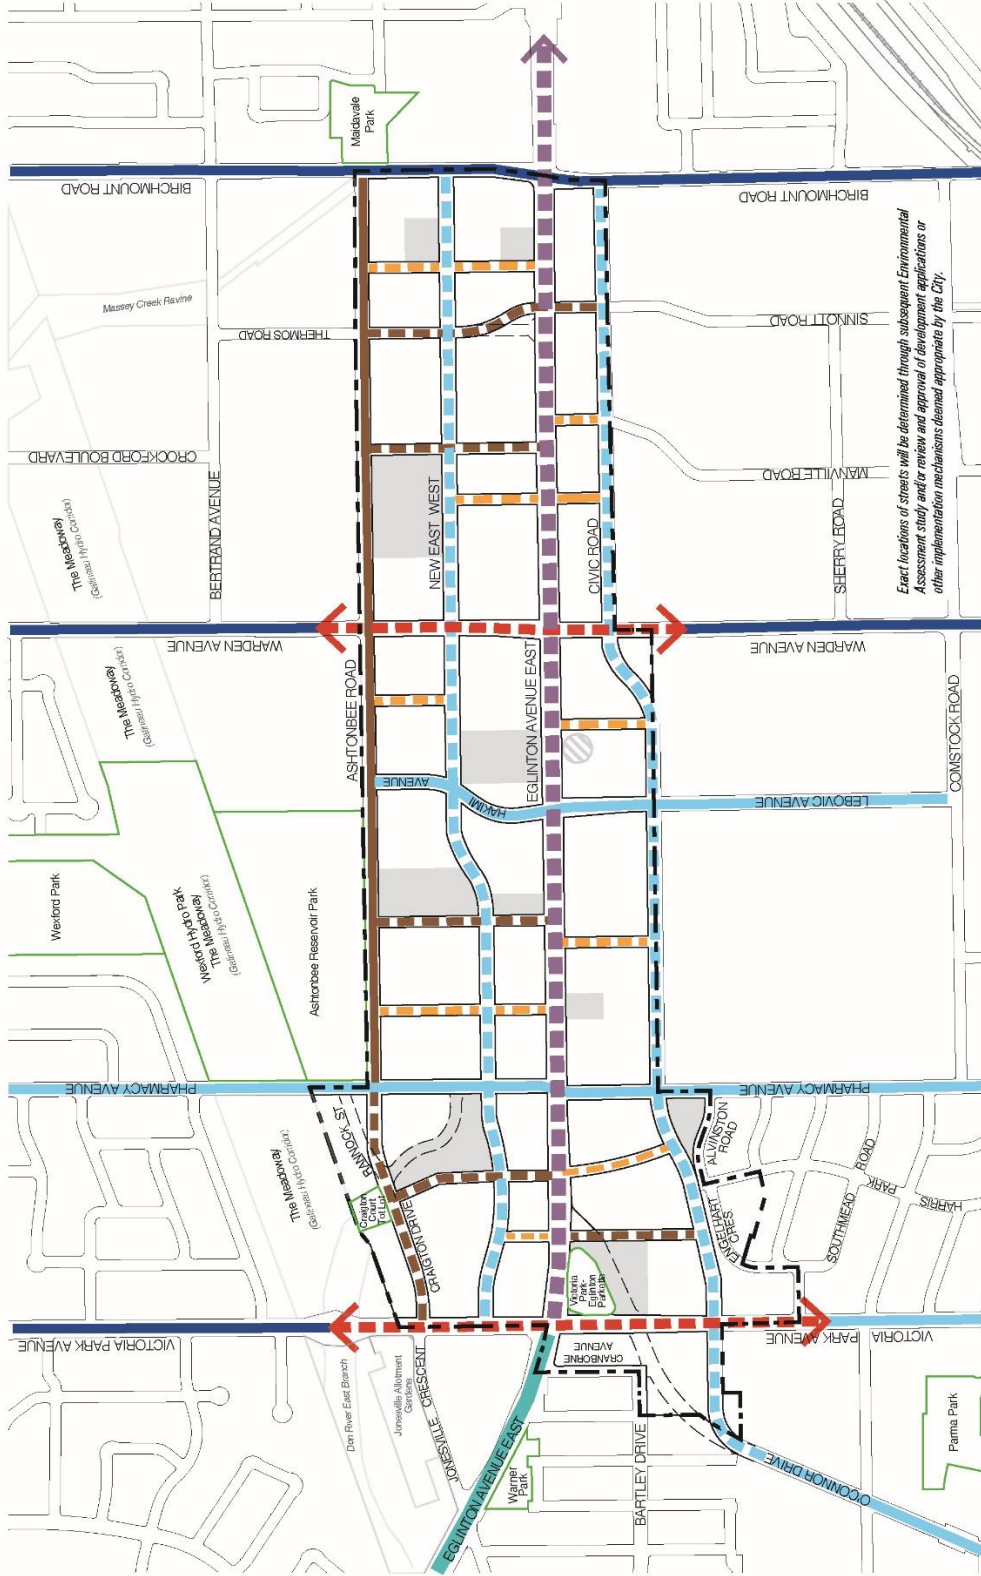 VICTORIA PARK AVENUE
PHARMACY AVENUE
WARDEN AVENUE
BIRCHMOUNT ROAD
Wexford Park
Wexford Hydro Park
The Meadoway
(Gatineau Hydro Corridor)
The Meadoway
(Gatineau Hydro Corridor)
The Meadoway
(Gatineau Hydro Corridor)
The Meadoway
(Gatineau Hydro Corridor)
CROCKFORD BOULEVARD
Massey Creek Ravine
BERTRAND AVENUE
THERMOS ROAD
Maidavale
Park
Ashtonbee Reservoir Park
Don River East Branch
Jonesville Allotment
Gardens
JONESVILLE CRESCENT
BANNOCK ST
Craigton
Court
Tot Lot
CRAIGTON DRIVE
ASHTONBEE ROAD
HAKIMI
AVENUE
NEW EAST WEST
EGLINTON AVENUE EAST
EGLINTON AVENUE EAST
Warner
Park
CRANBORNE
AVENUE
Victoria
Park-
Eglinton
Parkette
CIVIC ROAD
BARTLEY DRIVE
O'CONNOR DRIVE
ENGELHART
CRES.
ALVINSTON
ROAD
SOUTHMEAD
ROAD
HARRIS
PARK
LEBOVIC AVENUE
SINNOTT ROAD
MANVILLE ROAD
SHERRY ROAD
COMSTOCK ROAD
VICTORIA
PARK AVENUE
PHARMACY AVENUE
WARDEN AVENUE
BIRCHMOUNT ROAD
Parma Park
Exact locations of streets will be determined through subsequent Environmental
Assessment study and/or review and approval of development applications or
other implementation mechanisms deemed appropriate by the City.